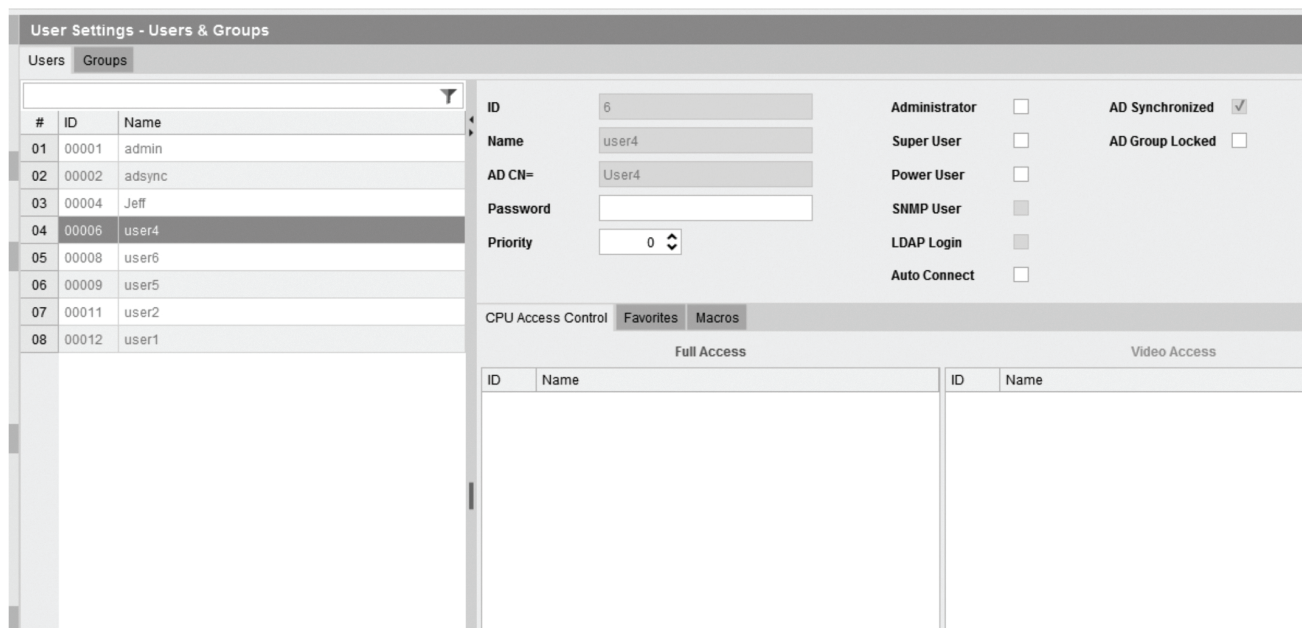 User Settings - Users & Groups
Users Groups
# ID Name
01 00001 admin
02 00002 adsync
03 00004 Jeff
04 00006 user4
05 00008 user6
06 00009 user5
07 00011 user2
08 00012 user1
ID 6 Administrator AD Synchronized
Name user4 Super User AD Group Locked
AD CN= User4 Power User
Password SNMP User
Priority 0 LDAP Login
Auto Connect
CPU Access Control Favorites Macros
Full Access Video Access
ID Name ID Name